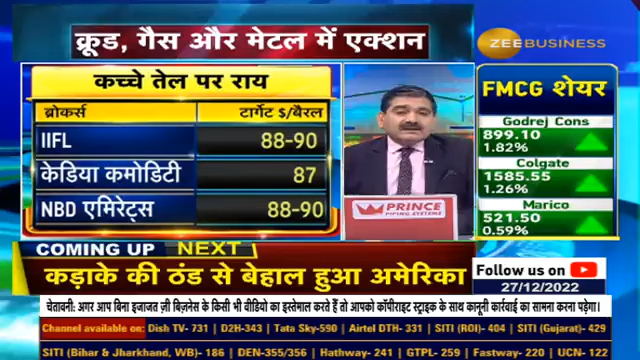 क्रूड, गैस और मेटल में एक्शन
ZEE BUSINESS
कच्चे तेल पर राय
ब्रोकर्स टार्गेट $/बैरल
IIFL 88-90
केडिया कमोडिटी 87
NBD एमिरेट्स 88-90
PRINCE
PIPING SYSTEMS
FMCG शेयर
Godrej Cons
899.10
1.82%
Colgate
1585.55
1.26%
Marico
521.50
0.59%
COMING UP NEXT
कड़ाके की ठंड से बेहाल हुआ अमेरिका
Follow us on
27/12/2022
चेतावनी: अगर आप बिना इजाजत ज़ी बिज़नेस के किसी भी वीडियो का इस्तेमाल करते हैं तो आपको कॉपीराइट स्ट्राइक के साथ कानूनी कार्रवाई का सामना करना पड़ेगा।
Channel available on: Dish TV- 731 | D2H-343 | Tata Sky-590 | Airtel DTH- 331 | SITI (ROI) - 404 | SITI (Gujarat) - 429
SITI (Bihar & Jharkhand, WB)- 186 | DEN-355/356 | Hathway- 241 | GTPL- 259 | Fastway- 220 | UCN- 122